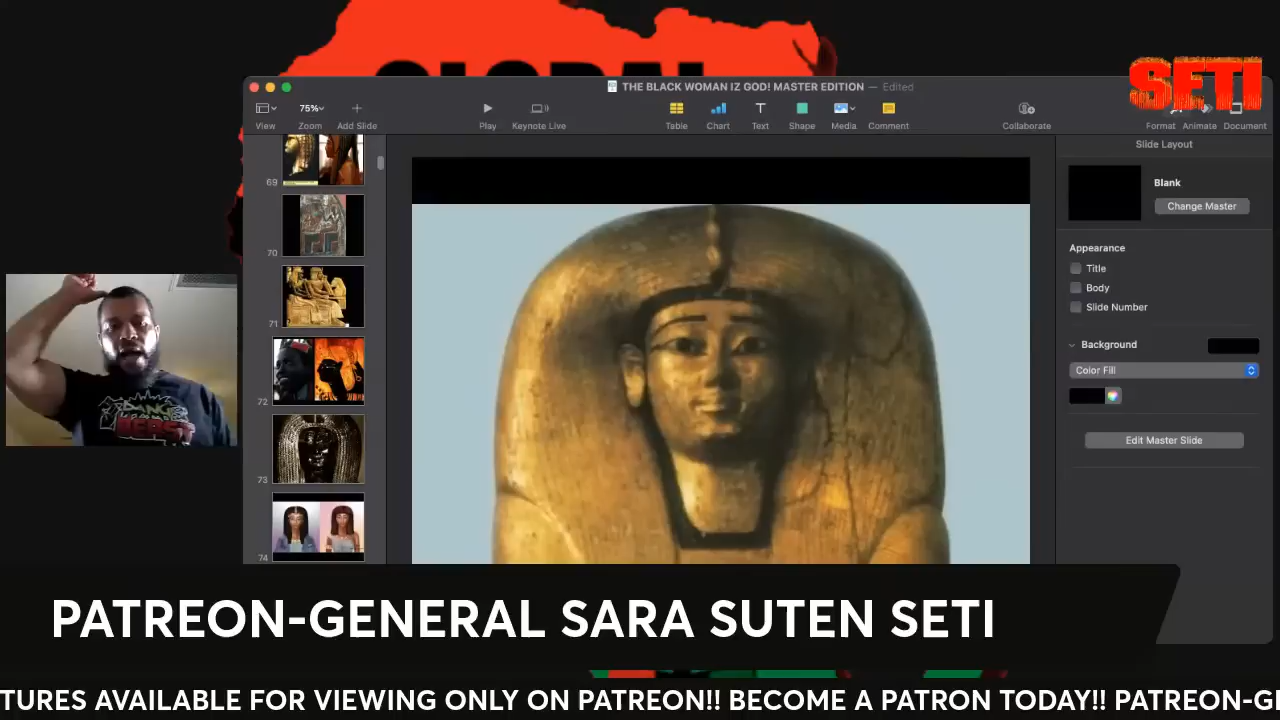 GLOBAL
SETI
THE BLACK WOMAN IZ GOD! MASTER EDITION — Edited
75%
View Zoom Add Slide Play Keynote Live Table Chart Text Shape Media Comment Collaborate Format Animate Document
Slide Layout
Blank
Change Master
Appearance
Title
Body
Slide Number
Background
Color Fill
Edit Master Slide
69
70
71
72
73
74
DANCE
BEAST
PATREON-GENERAL SARA SUTEN SETI
TURES AVAILABLE FOR VIEWING ONLY ON PATREON!! BECOME A PATRON TODAY!! PATREON-GE